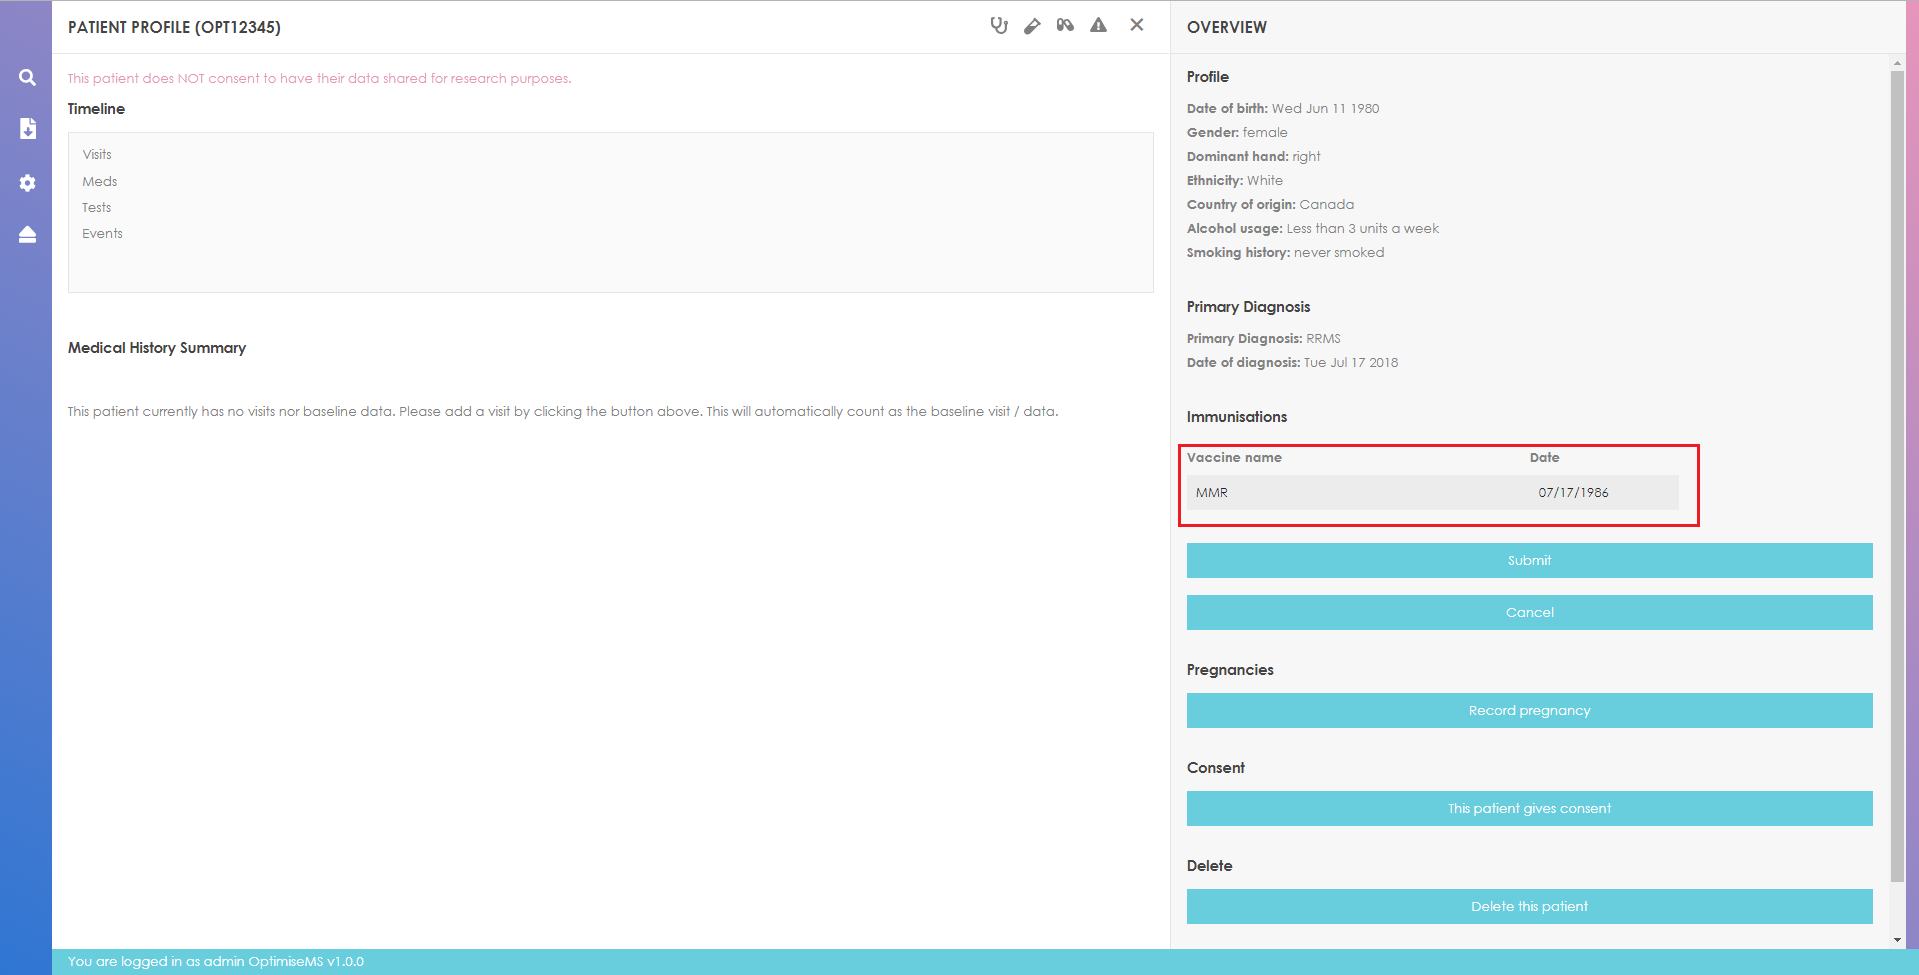 PATIENT PROFILE (OPT12345)
This patient does NOT consent to have their data shared for research purposes.
Timeline
Visits
Meds
Tests
Events
Medical History Summary
This patient currently has no visits nor baseline data. Please add a visit by clicking the button above. This will automatically count as the baseline visit / data.
OVERVIEW
Profile
Date of birth: Wed Jun 11 1980
Gender: female
Dominant hand: right
Ethnicity: White
Country of origin: Canada
Alcohol usage: Less than 3 units a week
Smoking history: never smoked
Primary Diagnosis
Primary Diagnosis: RRMS
Date of diagnosis: Tue Jul 17 2018
Immunisations
Vaccine name Date
MMR 07/17/1986
Submit
Cancel
Pregnancies
Record pregnancy
Consent
This patient gives consent
Delete
Delete this patient
You are logged in as admin OptimiseMS v1.0.0